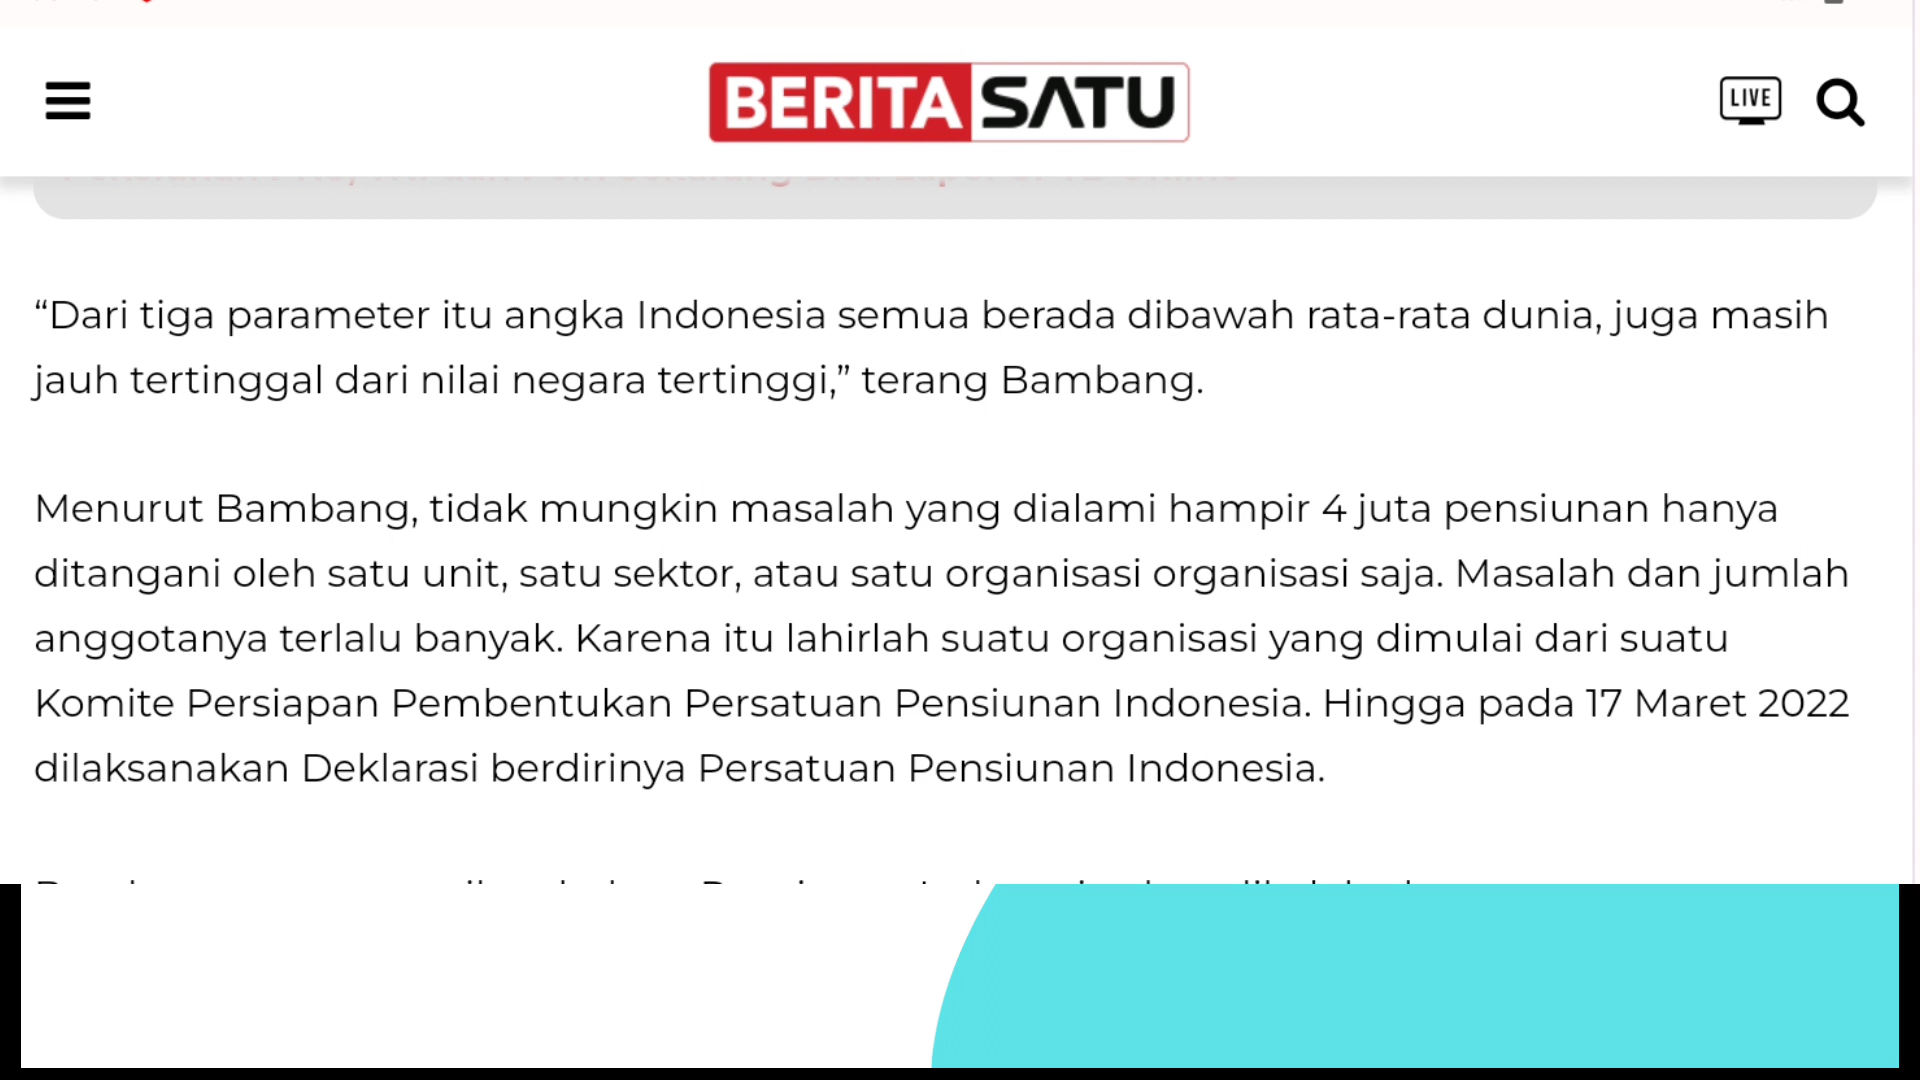 BERITA SATU
LIVE
“Dari tiga parameter itu angka Indonesia semua berada dibawah rata-rata dunia, juga masih
jauh tertinggal dari nilai negara tertinggi,” terang Bambang.
Menurut Bambang, tidak mungkin masalah yang dialami hampir 4 juta pensiunan hanya
ditangani oleh satu unit, satu sektor, atau satu organisasi organisasi saja. Masalah dan jumlah
anggotanya terlalu banyak. Karena itu lahirlah suatu organisasi yang dimulai dari suatu
Komite Persiapan Pembentukan Persatuan Pensiunan Indonesia. Hingga pada 17 Maret 2022
dilaksanakan Deklarasi berdirinya Persatuan Pensiunan Indonesia.